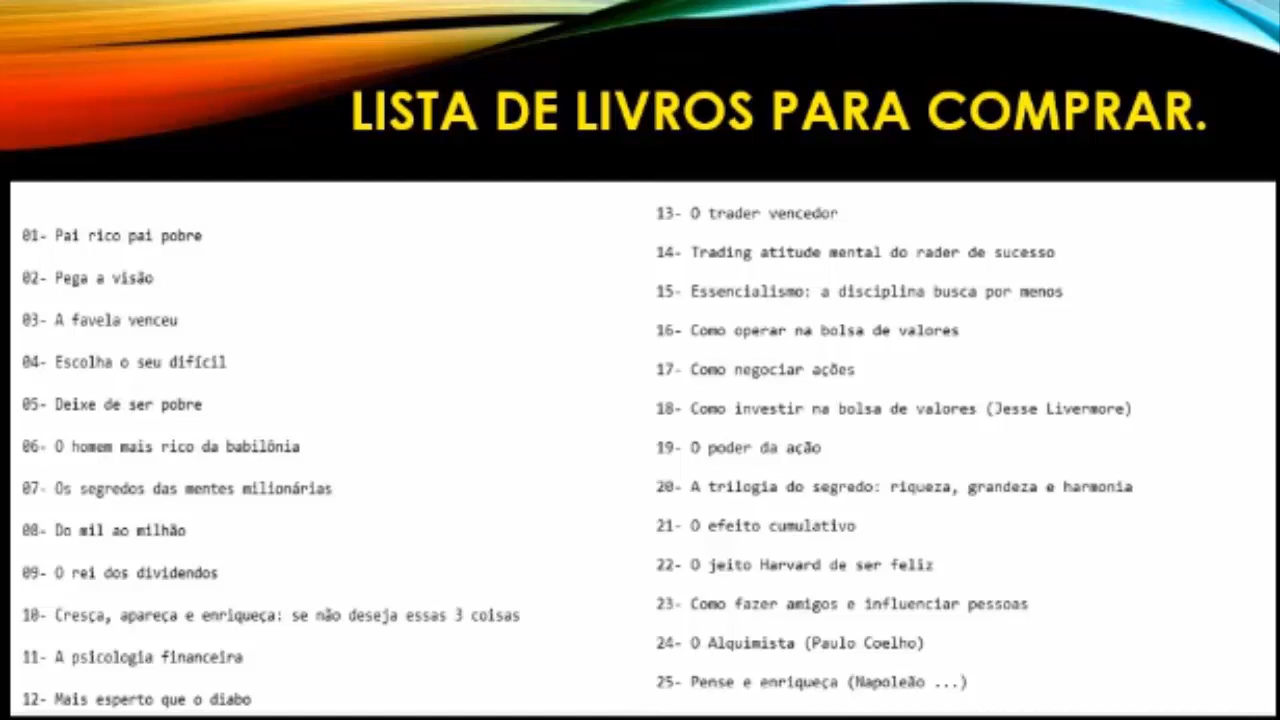 LISTA DE LIVROS PARA COMPRAR.
01- Pai rico pai pobre
02- Pega a visão
03- A favela venceu
04- Escolha o seu difícil
05- Deixe de ser pobre
06- O homem mais rico da babilônia
07- Os segredos das mentes milionárias
08- Do mil ao milhão
09- O rei dos dividendos
10- Cresça, apareça e enriqueça: se não deseja essas 3 coisas
11- A psicologia financeira
12- Mais esperto que o diabo
13- O trader vencedor
14- Trading atitude mental do rader de sucesso
15- Essencialismo: a disciplina busca por menos
16- Como operar na bolsa de valores
17- Como negociar ações
18- Como investir na bolsa de valores (Jesse Livermore)
19- O poder da ação
20- A trilogia do segredo: riqueza, grandeza e harmonia
21- O efeito cumulativo
22- O jeito Harvard de ser feliz
23- Como fazer amigos e influenciar pessoas
24- O Alquimista (Paulo Coelho)
25- Pense e enriqueça (Napoleão ...)